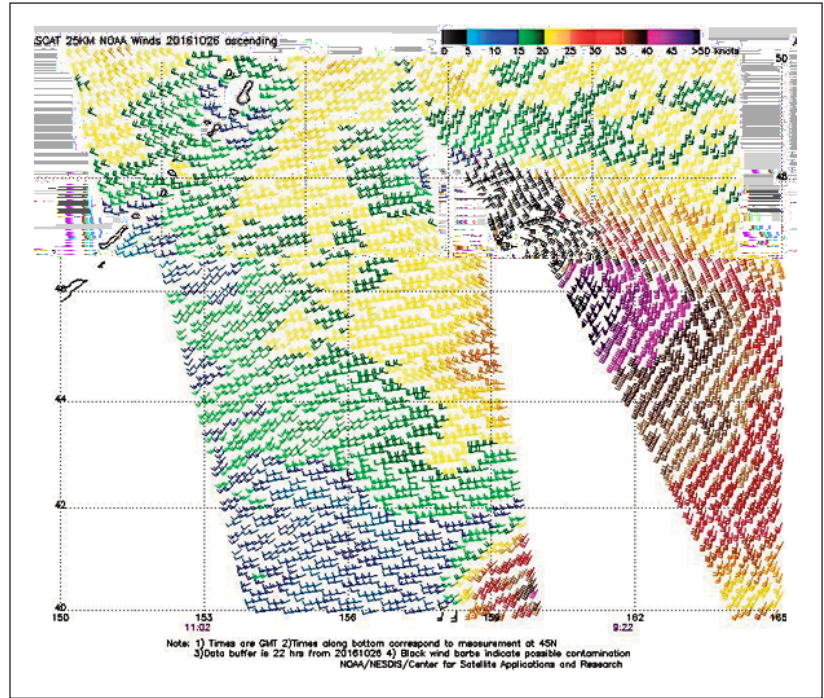 SCAT 25KM NOAA Winds 20161026 ascending
0 5 10 15 20 25 30 35 40 45 >50 knots
50
46
44
42
40
150 153 156 159 162 165
11:02 9:22
Note: 1) Times are GMT 2)Times along bottom correspond to measurement at 45N
3)Data buffer is 22 hrs from 20161026 4) Black wind barbs indicate possible contamination
NOAA/NESDIS/Center for Satellite Applications and Research